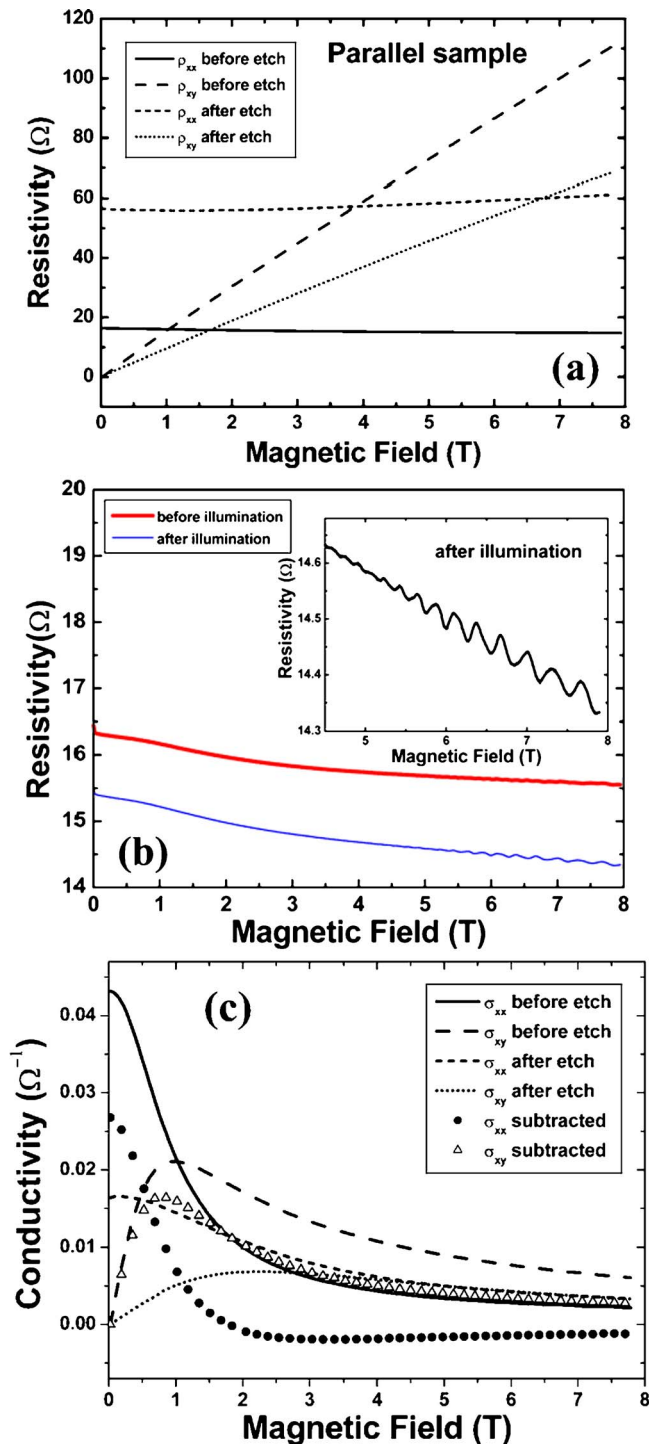 120
100
80
60
40
20
0
Resistivity (Ω)
ρxx before etch
ρxy before etch
ρxx after etch
ρxy after etch
Parallel sample
(a)
0 1 2 3 4 5 6 7 8
Magnetic Field (T)
20
19
18
17
16
15
14
Resistivity(Ω)
before illumination
after illumination
after illumination
14.6
14.5
14.4
14.3
Resistivity (Ω)
5 6 7 8
Magnetic Field (T)
(b)
0 1 2 3 4 5 6 7 8
Magnetic Field (T)
0.04
0.03
0.02
0.01
0.00
Conductivity (Ω⁻¹)
(c)
σxx before etch
σxy before etch
σxx after etch
σxy after etch
σxx subtracted
σxy subtracted
0 1 2 3 4 5 6 7 8
Magnetic Field (T)